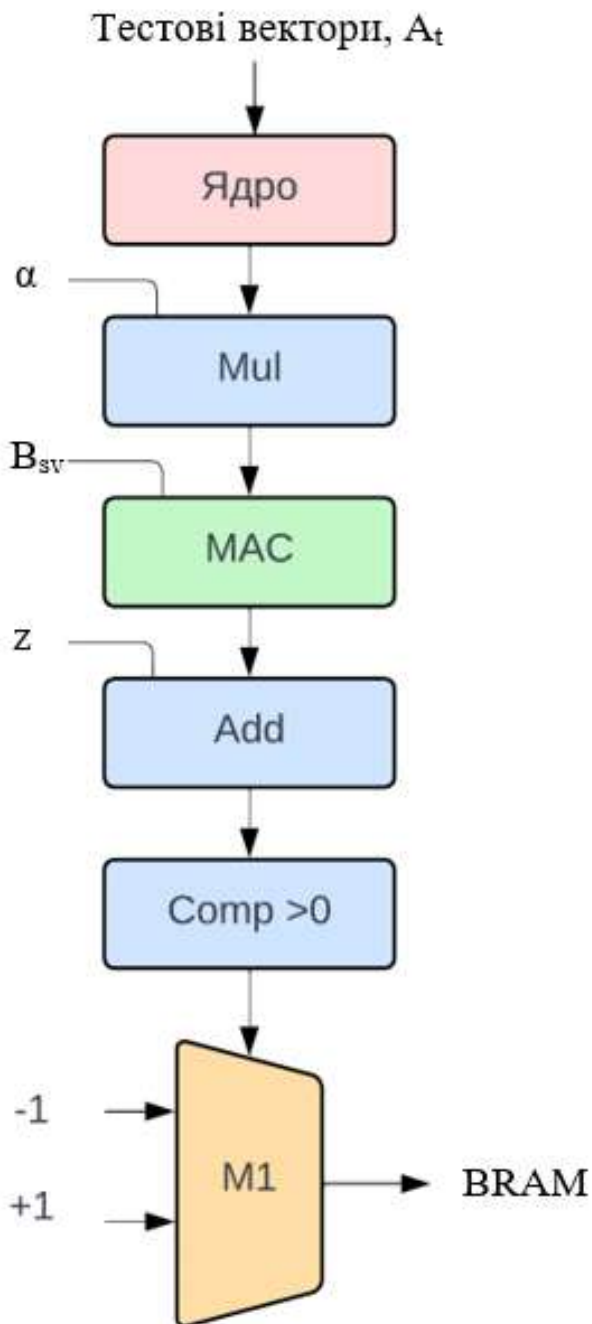 Тестові вектори, Aₜ
Ядро
α
Mul
Bsv
MAC
z
Add
Comp >0
-1
M1
BRAM
+1